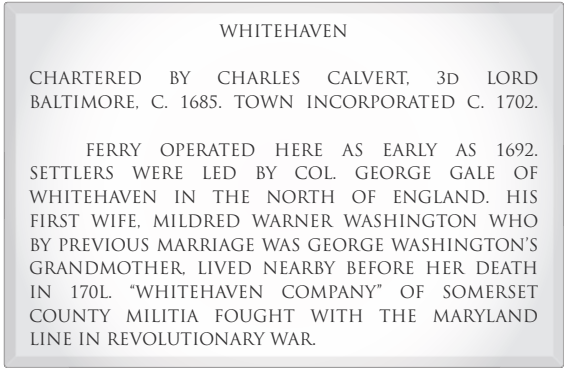 WHITEHAVEN
CHARTERED BY CHARLES CALVERT, 3D LORD
BALTIMORE, C. 1685. TOWN INCORPORATED C. 1702.
FERRY OPERATED HERE AS EARLY AS 1692.
SETTLERS WERE LED BY COL. GEORGE GALE OF
WHITEHAVEN IN THE NORTH OF ENGLAND. HIS
FIRST WIFE, MILDRED WARNER WASHINGTON WHO
BY PREVIOUS MARRIAGE WAS GEORGE WASHINGTON'S
GRANDMOTHER, LIVED NEARBY BEFORE HER DEATH
IN 170L. “WHITEHAVEN COMPANY” OF SOMERSET
COUNTY MILITIA FOUGHT WITH THE MARYLAND
LINE IN REVOLUTIONARY WAR.